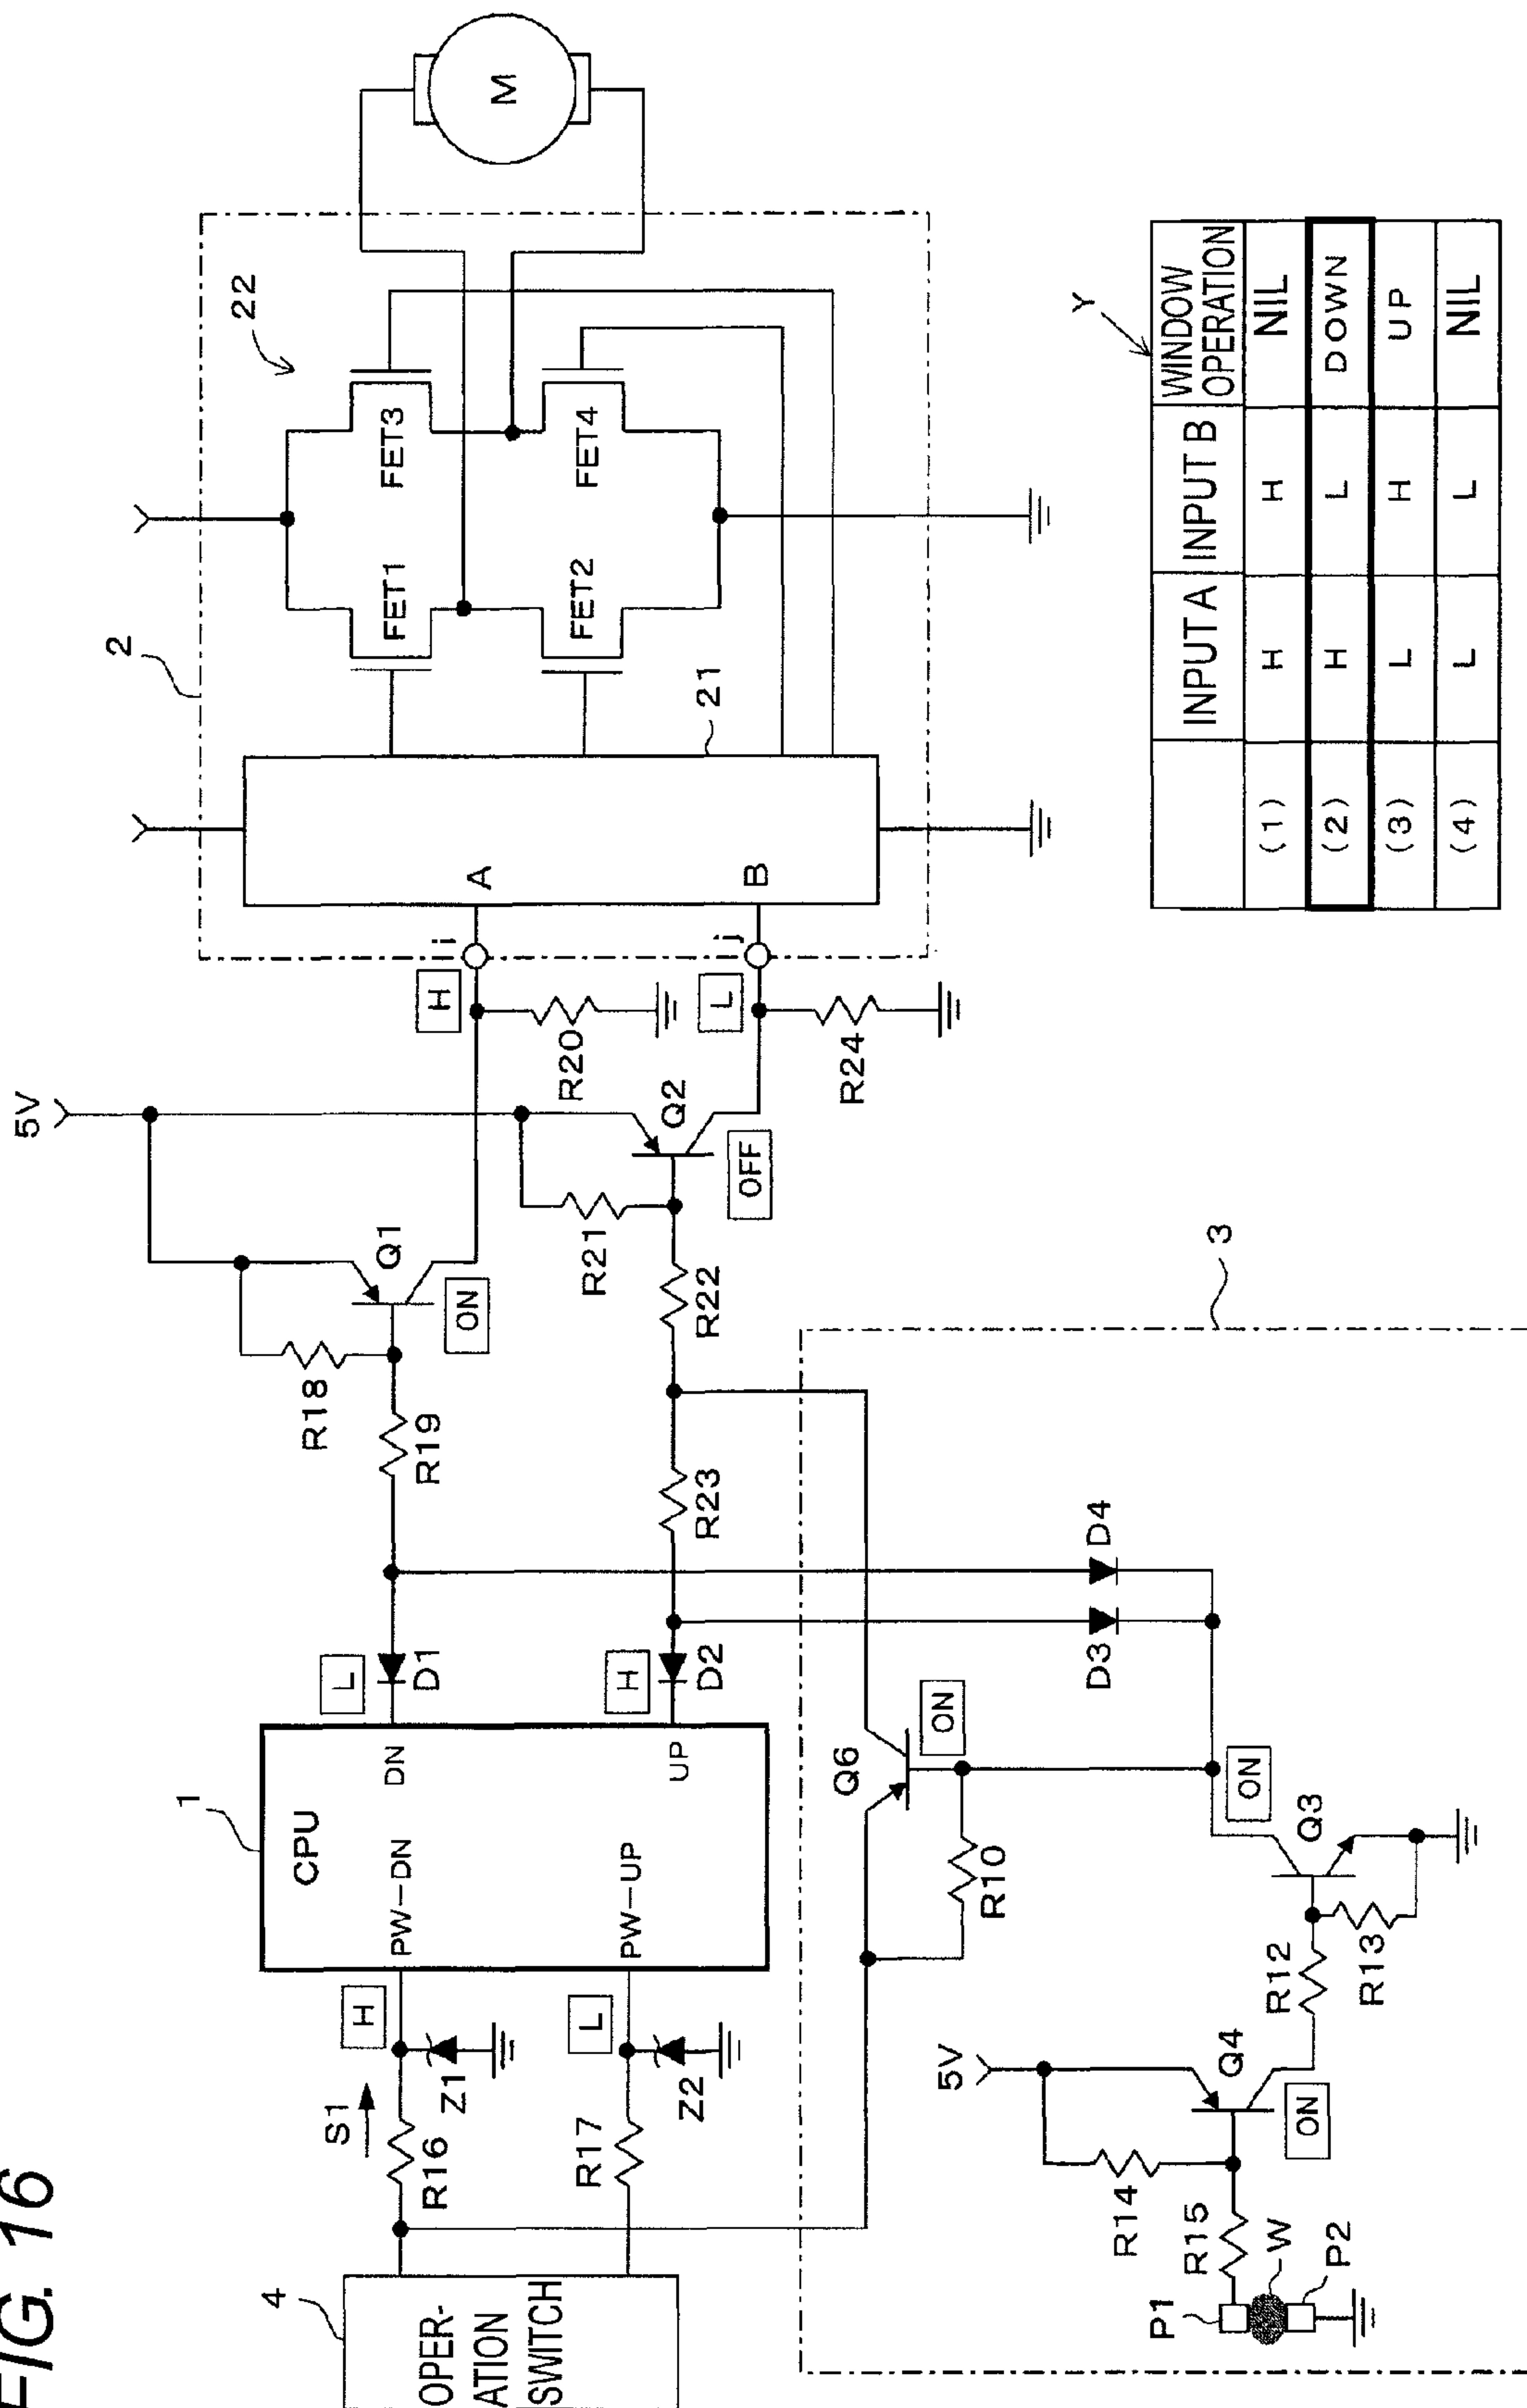 FIG. 16
4
OPER-
ATION
SWITCH
S1
R16
R17
H
Z1
L
Z2
1
CPU
PW-DN
PW-UP
DN
UP
L
D1
H
D2
R18
R19
Q1
ON
5V
R23
R22
R21
Q2
OFF
R20
R24
H
i
L
j
2
A
B
21
22
FET1
FET2
FET3
FET4
M
3
Q6
ON
R10
D3
D4
ON
Q3
R12
R13
5V
Q4
ON
R14
R15
P1
W
P2
Y
INPUT A INPUT B WINDOW OPERATION
(1) H H NIL
(2) H L DOWN
(3) L H UP
(4) L L NIL